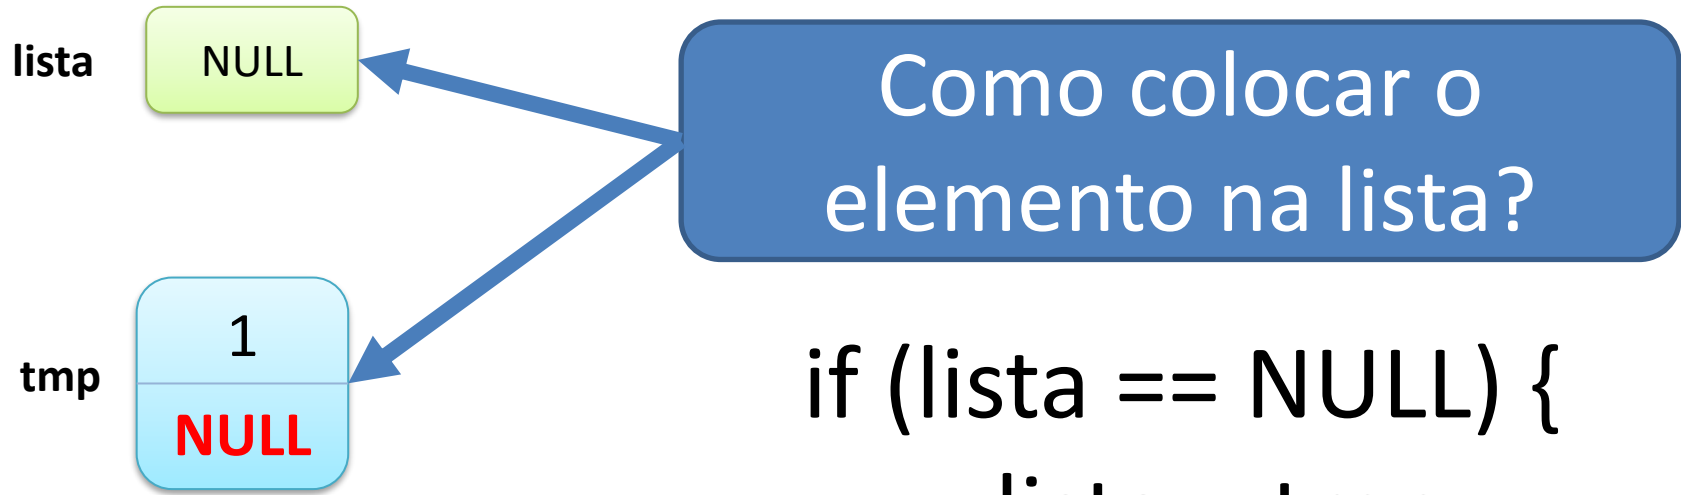 lista
NULL
Como colocar o
elemento na lista?
tmp
1
NULL
if (lista == NULL) {